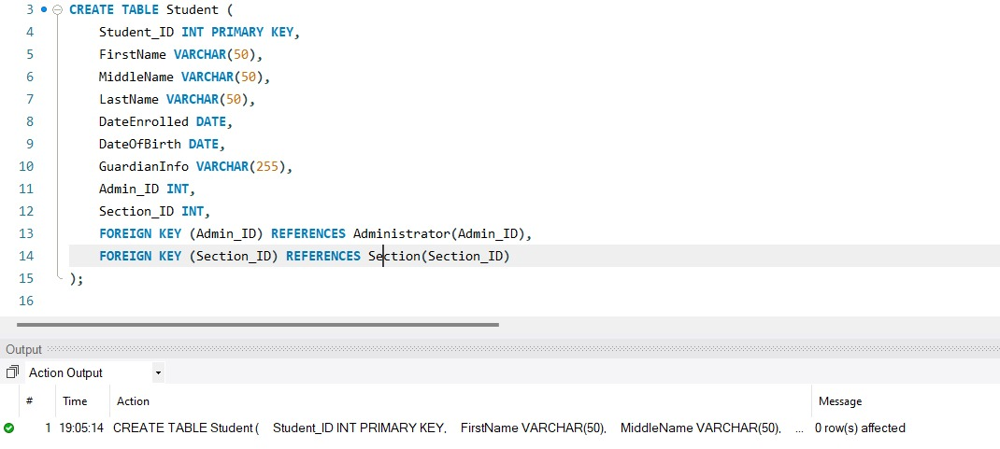 3 CREATE TABLE Student (
4 Student_ID INT PRIMARY KEY,
5 FirstName VARCHAR(50),
6 MiddleName VARCHAR(50),
7 LastName VARCHAR(50),
8 DateEnrolled DATE,
9 DateOfBirth DATE,
10 GuardianInfo VARCHAR(255),
11 Admin_ID INT,
12 Section_ID INT,
13 FOREIGN KEY (Admin_ID) REFERENCES Administrator(Admin_ID),
14 FOREIGN KEY (Section_ID) REFERENCES Section(Section_ID)
15 );
16
Output
Action Output
# Time Action Message
1 19:05:14 CREATE TABLE Student ( Student_ID INT PRIMARY KEY, FirstName VARCHAR(50), MiddleName VARCHAR(50), ... 0 row(s) affected